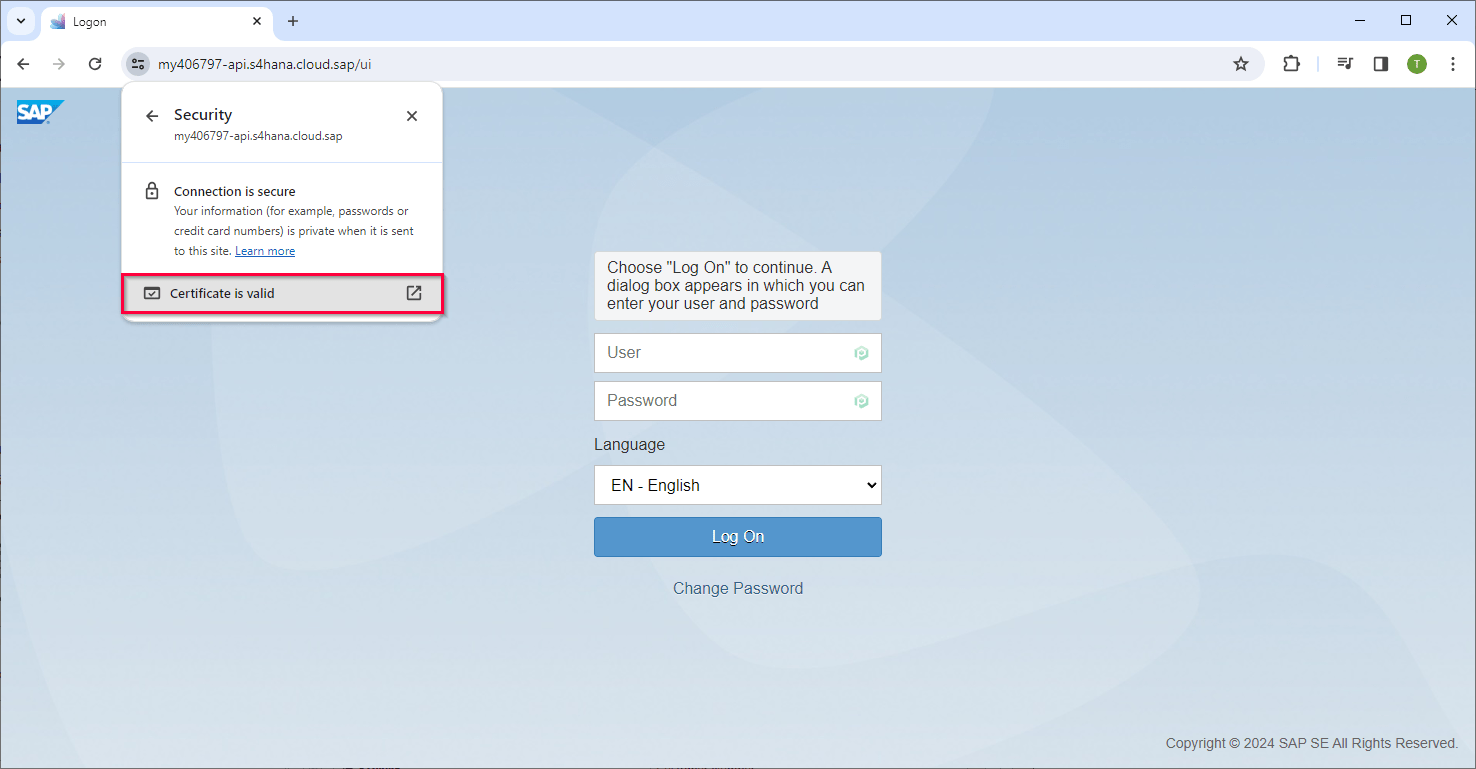 Logon
my406797-api.s4hana.cloud.sap/ui
T
SAP
Security
my406797-api.s4hana.cloud.sap
Connection is secure
Your information (for example, passwords or
credit card numbers) is private when it is sent
to this site. Learn more
Certificate is valid
Choose "Log On" to continue. A
dialog box appears in which you can
enter your user and password
User
Password
Language
EN - English
Log On
Change Password
Copyright © 2024 SAP SE All Rights Reserved.